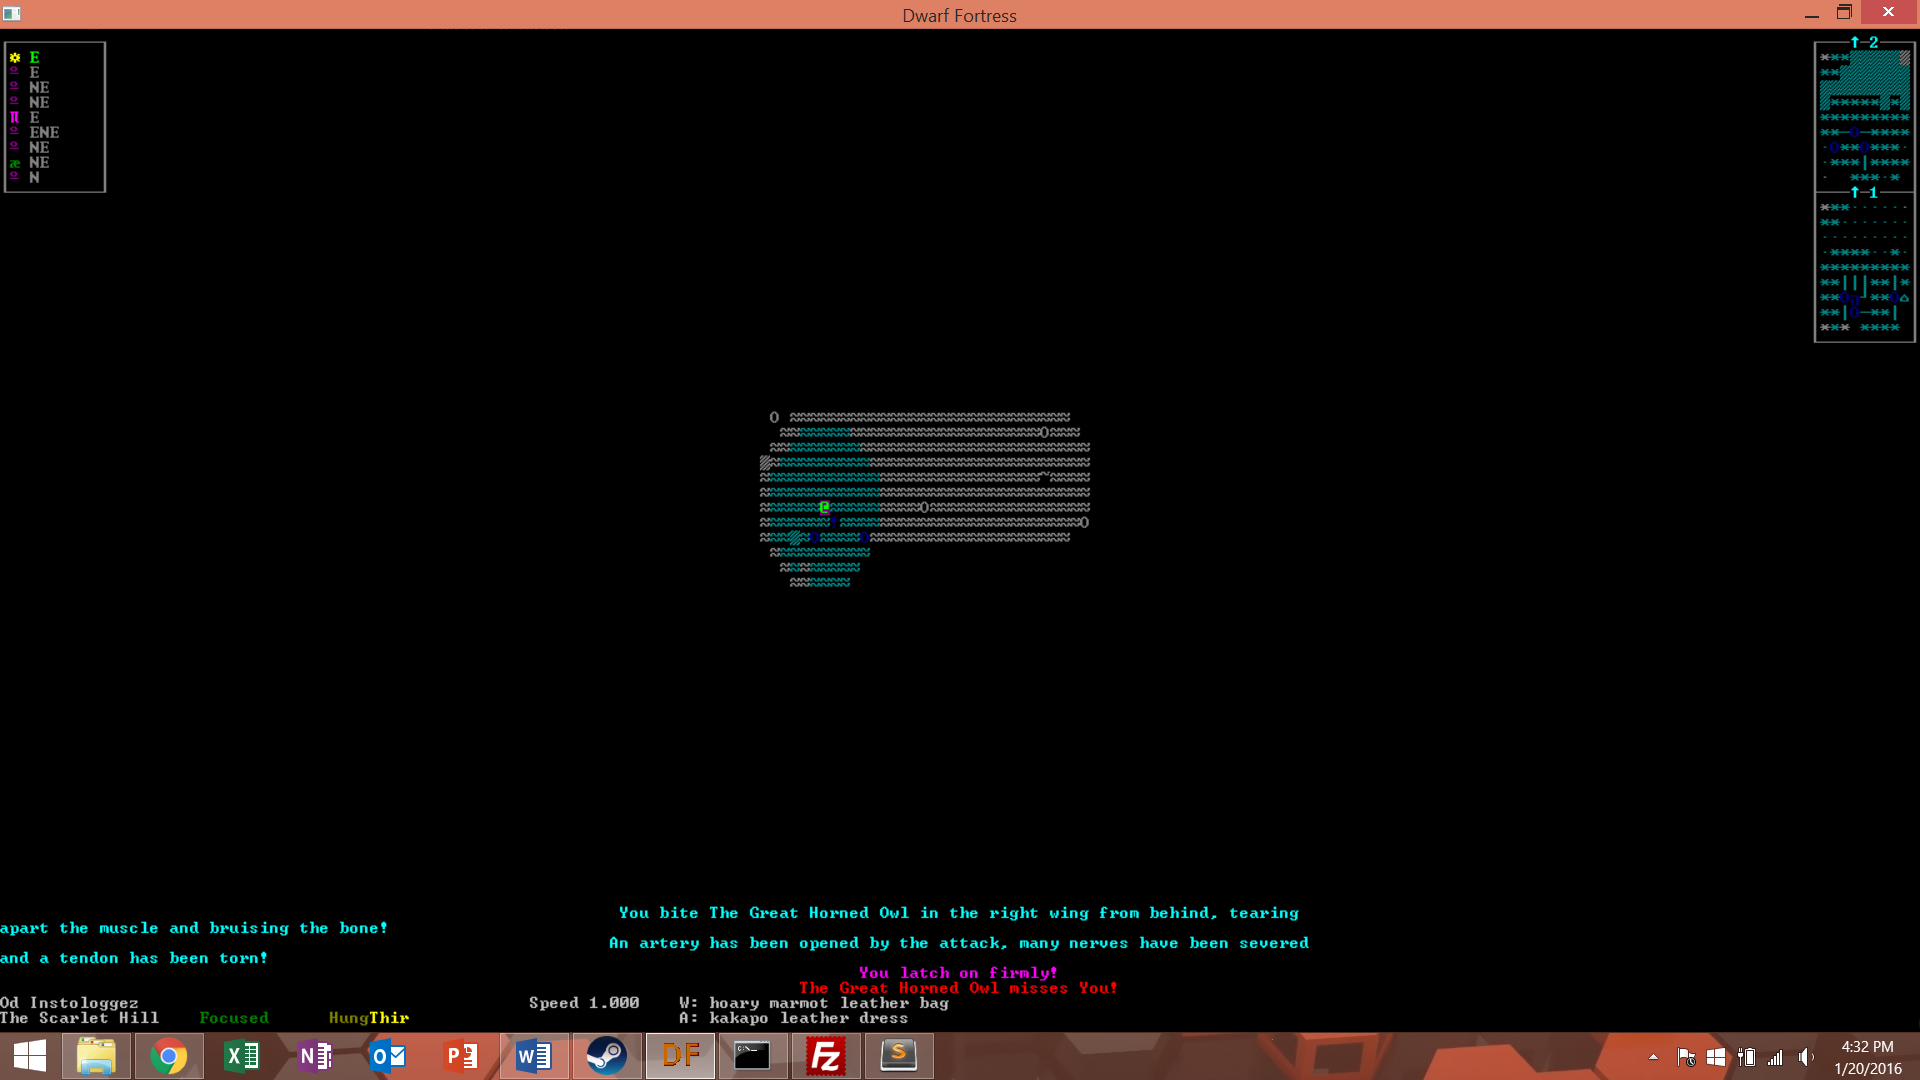 Dwarf Fortress
E
E
NE
NE
E
ENE
NE
æ NE
N
↑ 2
↑ 1
You bite The Great Horned Owl in the right wing from behind, tearing
apart the muscle and bruising the bone!
An artery has been opened by the attack, many nerves have been severed
and a tendon has been torn!
You latch on firmly!
The Great Horned Owl misses You!
Od Instologgez Speed 1.000 W: hoary marmot leather bag
The Scarlet Hill Focused HungThir A: kakapo leather dress
DF
4:32 PM
1/20/2016